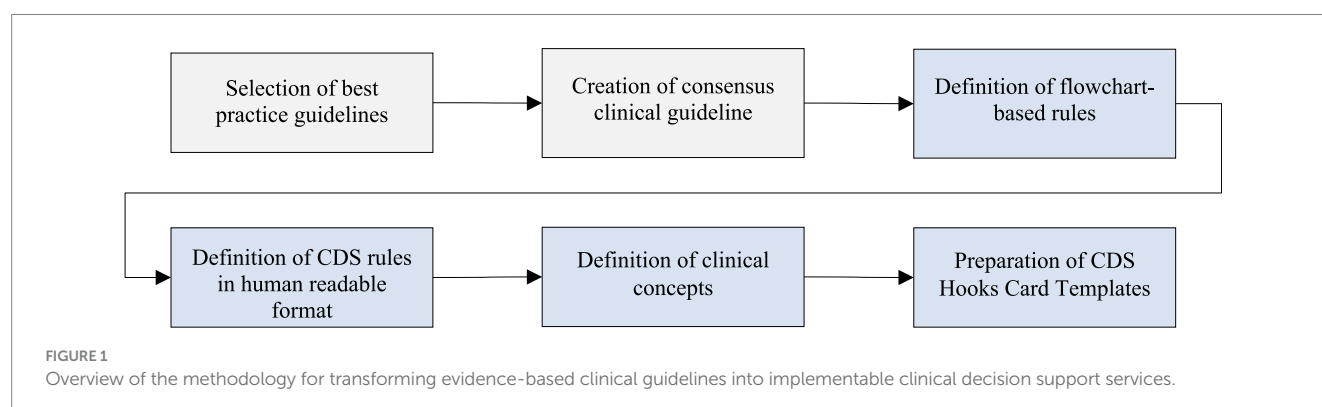 Selection of best
practice guidelines
Creation of consensus
clinical guideline
Definition of flowchart-
based rules
Definition of CDS rules
in human readable
format
Definition of clinical
concepts
Preparation of CDS
Hooks Card Templates
FIGURE 1
Overview of the methodology for transforming evidence-based clinical guidelines into implementable clinical decision support services.